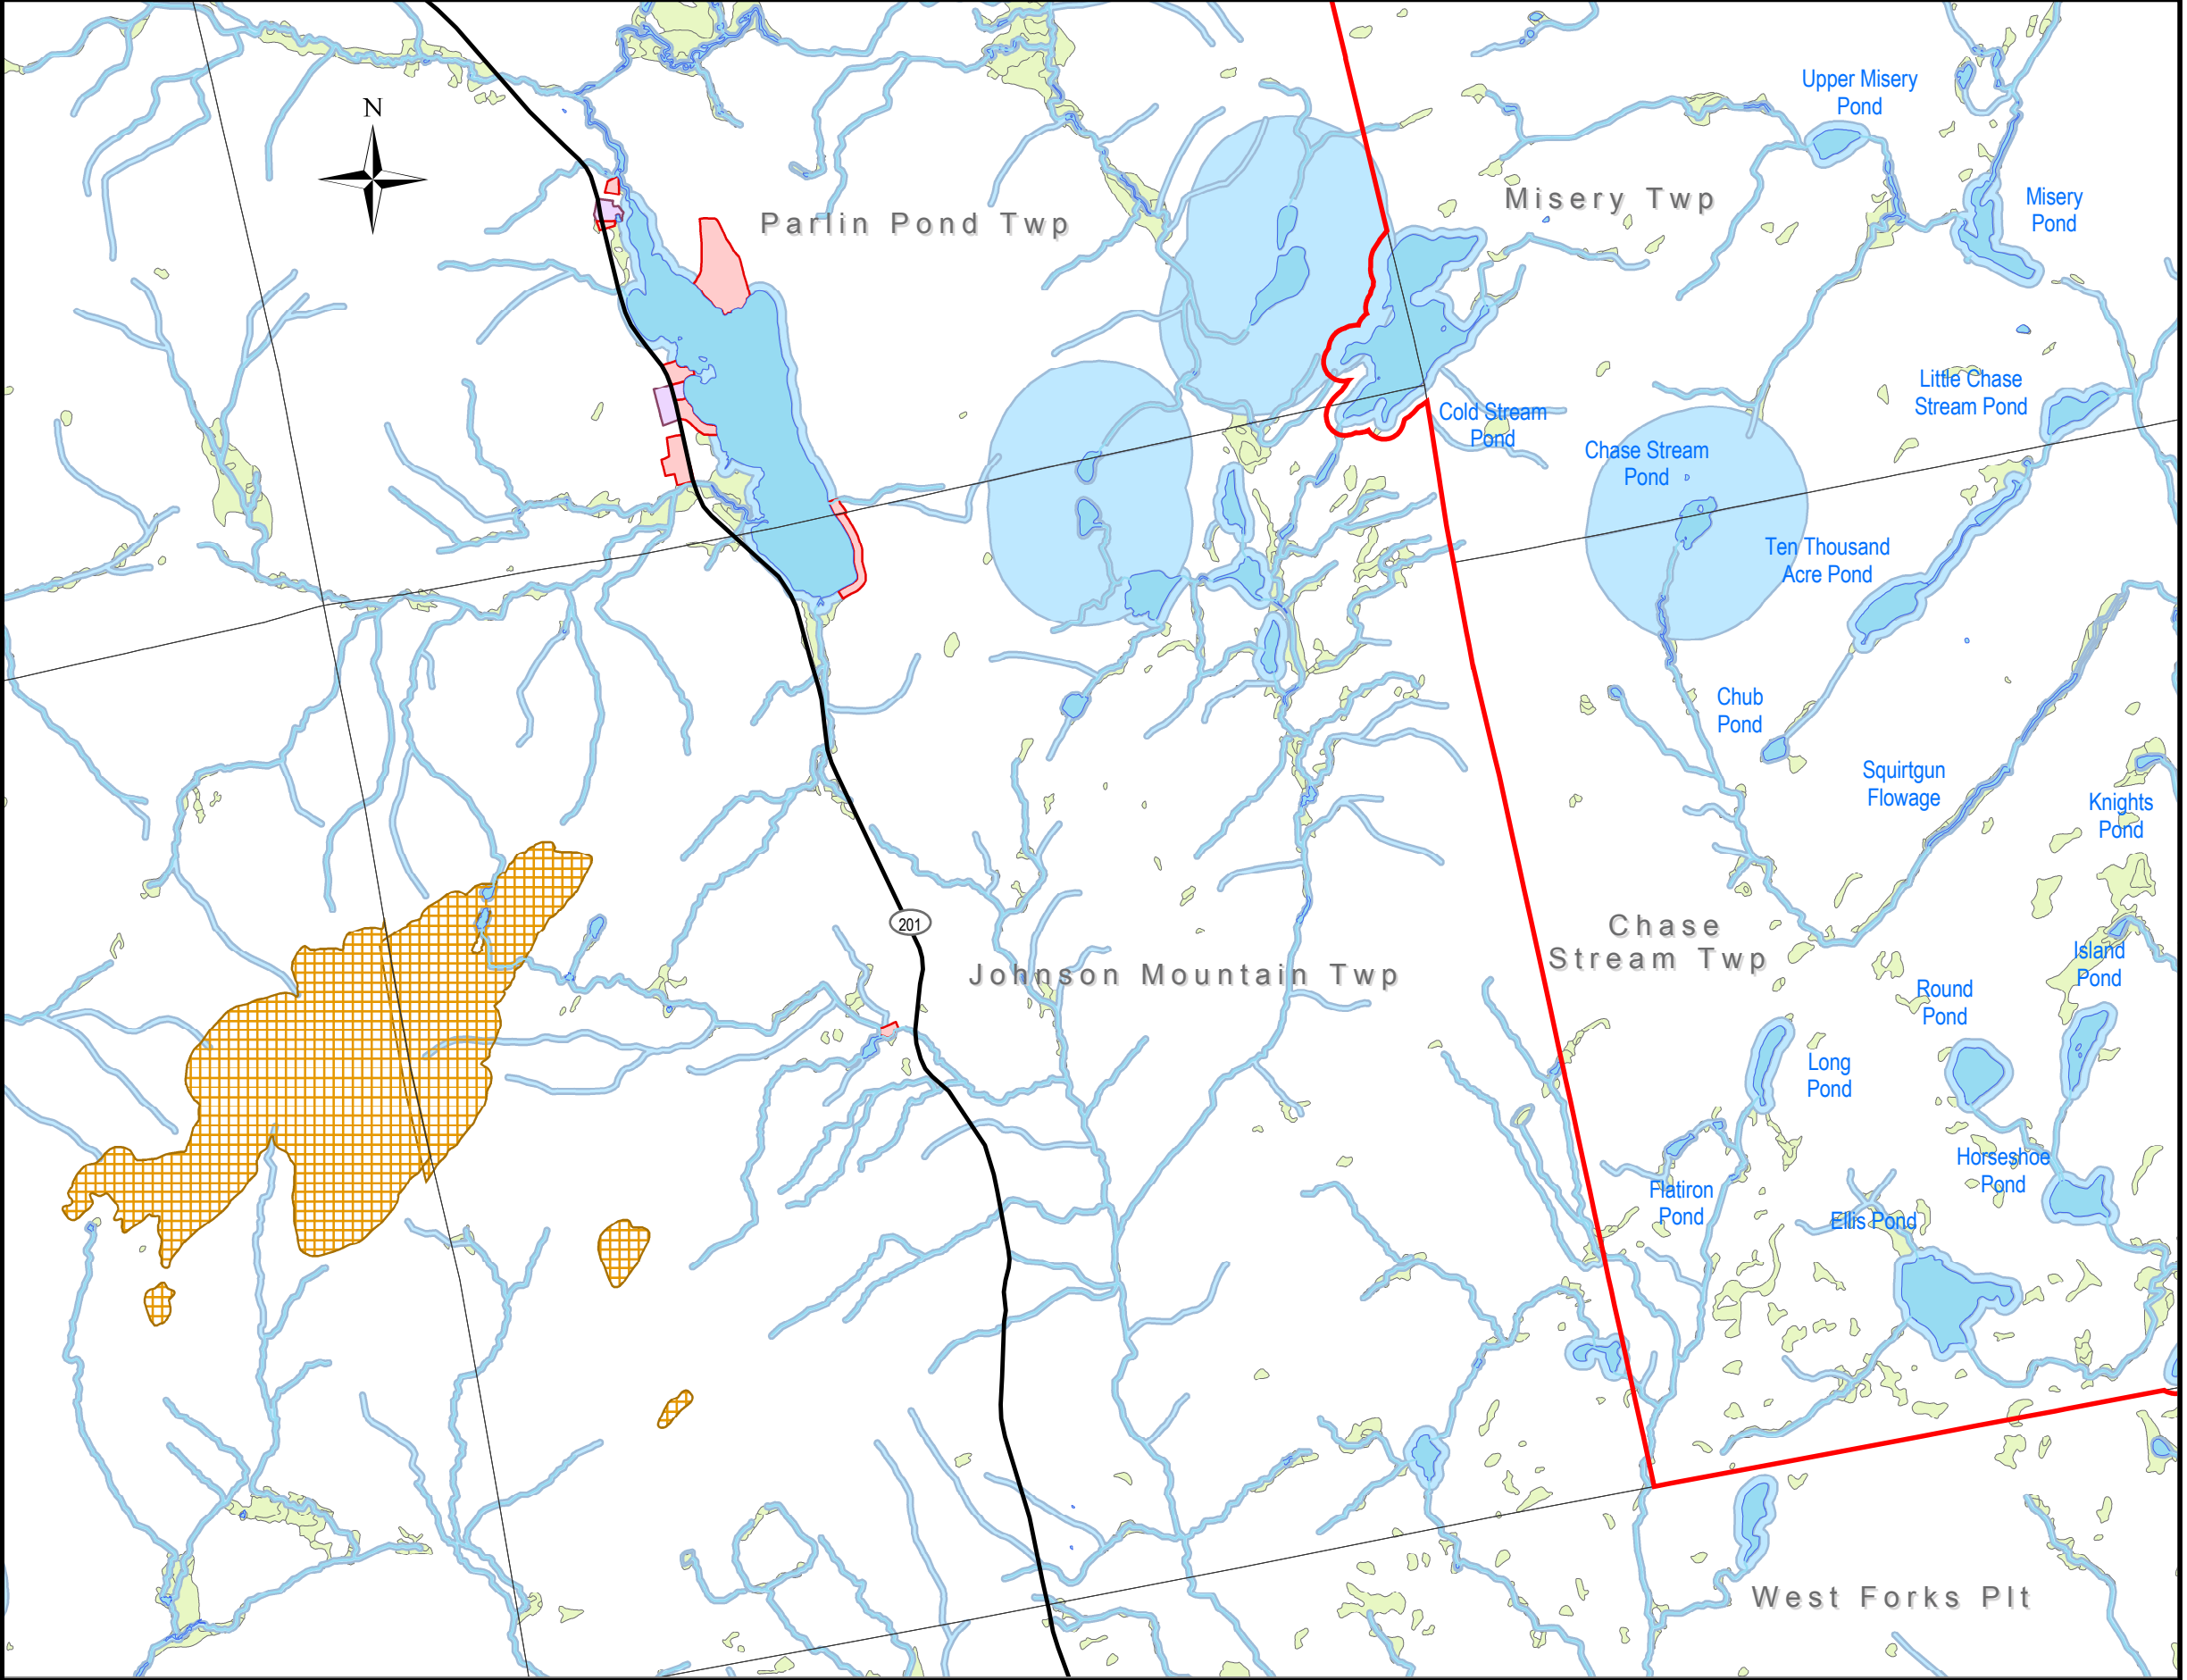 Upper Misery
Pond
N
Misery Twp
Misery
Pond
Parlin Pond Twp
Little Chase
Stream Pond
Cold Stream
Pond
Chase Stream
Pond
Ten Thousand
Acre Pond
Chub
Pond
Squirtgun
Flowage
Knights
Pond
201
Chase
Stream Twp
Johnson Mountain Twp
Island
Pond
Round
Pond
Long
Pond
Horseshoe
Pond
Flatiron
Pond
Ellis Pond
West Forks Plt